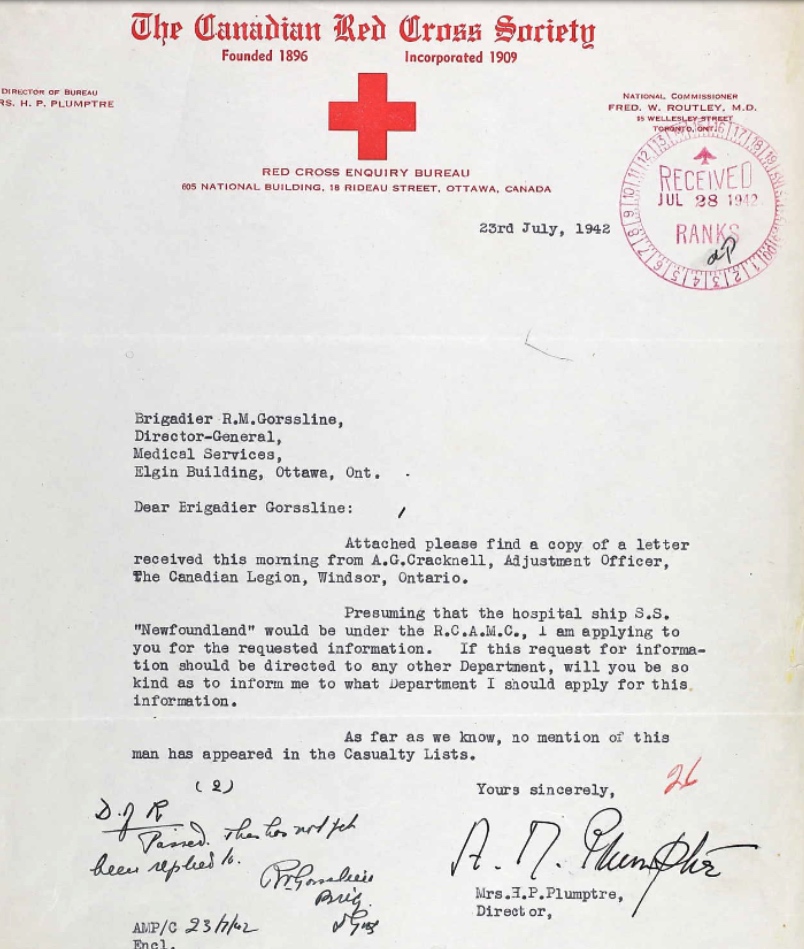 The Canadian Red Cross Society
Founded 1896 Incorporated 1909
DIRECTOR OF BUREAU
RS. H. P. PLUMPTRE
NATIONAL COMMISSIONER
FRED. W. ROUTLEY, M.D.
95 WELLESLEY STREET
TORONTO, ONT.
RED CROSS ENQUIRY BUREAU
605 NATIONAL BUILDING, 18 RIDEAU STREET, OTTAWA, CANADA
RECEIVED
JUL 28 1942
RANKS
23rd July, 1942
Brigadier R.M.Gorssline,
Director-General,
Medical Services,
Elgin Building, Ottawa, Ont.
Dear Brigadier Gorssline:
Attached please find a copy of a letter
received this morning from A.G.Cracknell, Adjustment Officer,
The Canadian Legion, Windsor, Ontario.
Presuming that the hospital ship S.S.
"Newfoundland" would be under the R.C.A.M.C., I am applying to
you for the requested information. If this request for informa-
tion should be directed to any other Department, will you be so
kind as to inform me to what Department I should apply for this
information.
As far as we know, no mention of this
man has appeared in the Casualty Lists.
Yours sincerely,
26
A. M. Plumptre
Mrs.H.P.Plumptre,
Director,
(2)
D. of R
Passed. This has not yet
been replied to.
Brig.
AMP/C 23/7/42
Encl.